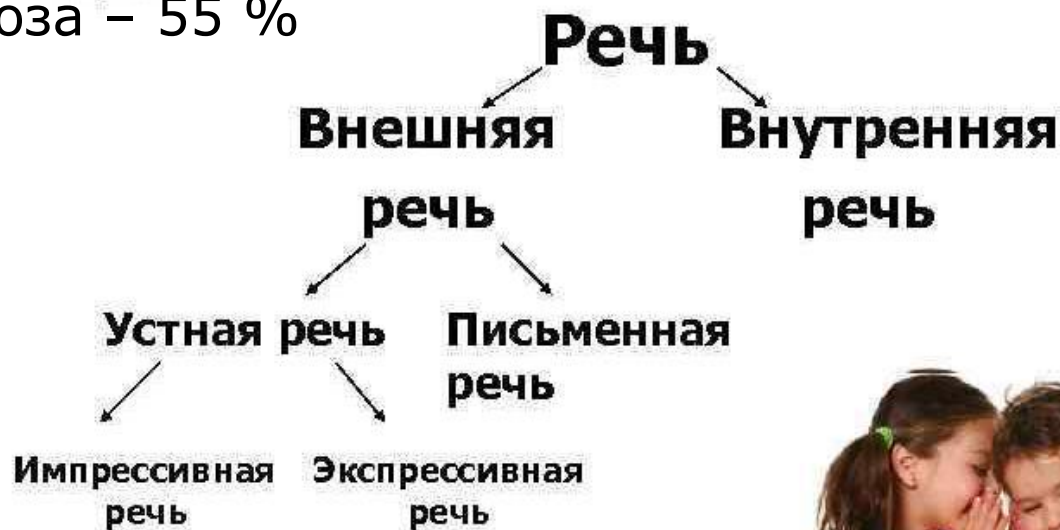 оза – 55 %
Речь
Внешняя Внутренняя
речь речь
Устная речь Письменная
речь
Импрессивная Экспрессивная
речь речь